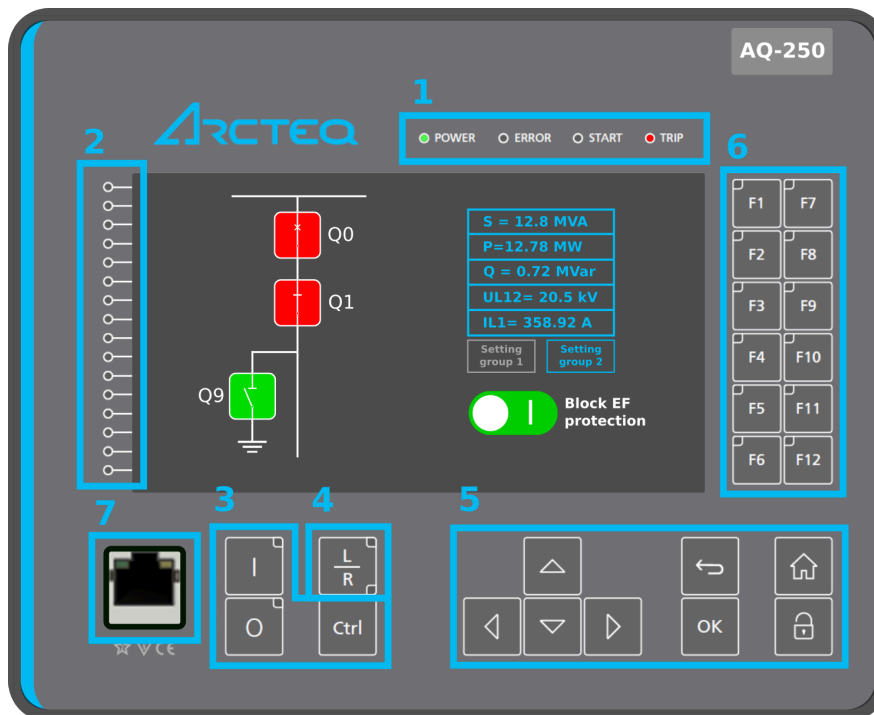 AQ-250
1
ARCTEQ
POWER ERROR START TRIP
2
6
Q0
Q1
Q9
S = 12.8 MVA
P=12.78 MW
Q = 0.72 MVar
UL12= 20.5 kV
IL1= 358.92 A
Setting
group 1
Setting
group 2
Block EF
protection
F1 F7
F2 F8
F3 F9
F4 F10
F5 F11
F6 F12
7
3
4
5
I
L
R
O
Ctrl
OK
CE